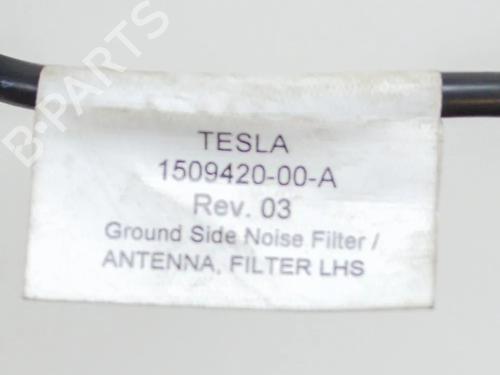 B-PARTS
TESLA
1509420-00-A
Rev. 03
Ground Side Noise Filter /
ANTENNA, FILTER LHS